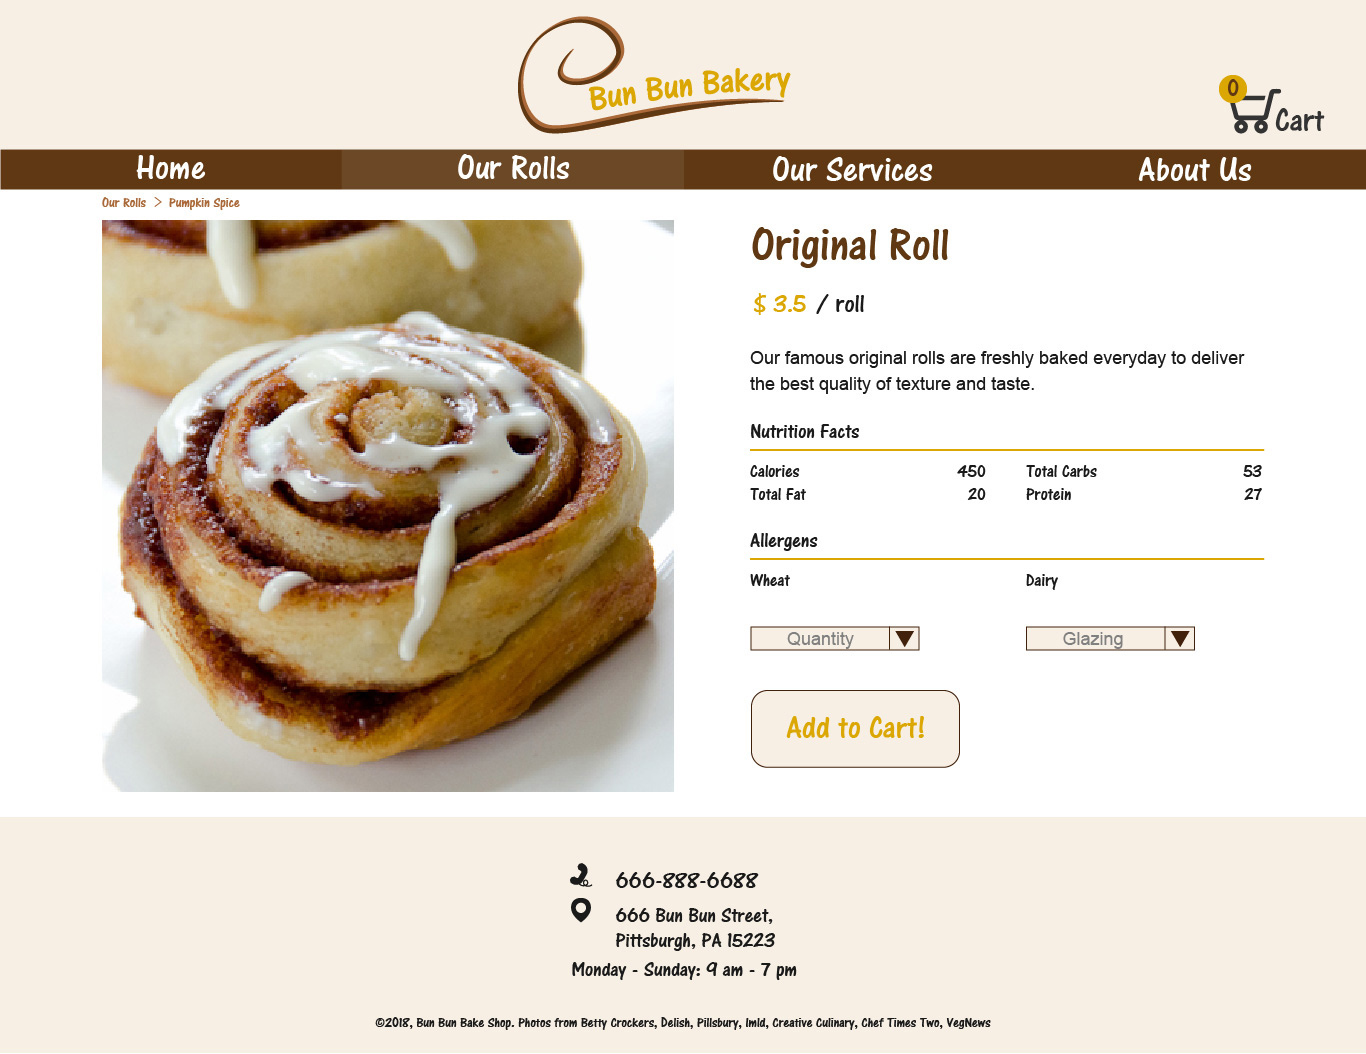 Bun Bun Bakery
0
Cart
Home
Our Rolls
Our Services
About Us
Our Rolls > Pumpkin Spice
Original Roll
$ 3.5 / roll
Our famous original rolls are freshly baked everyday to deliver
the best quality of texture and taste.
Nutrition Facts
Calories 450 Total Carbs 53
Total Fat 20 Protein 27
Allergens
Wheat Dairy
Quantity Glazing
Add to Cart!
666-888-6688
666 Bun Bun Street,
Pittsburgh, PA 15223
Monday - Sunday: 9 am - 7 pm
©2018, Bun Bun Bake Shop. Photos from Betty Crockers, Delish, Pillsbury, Imld, Creative Culinary, Chef Times Two, VegNews